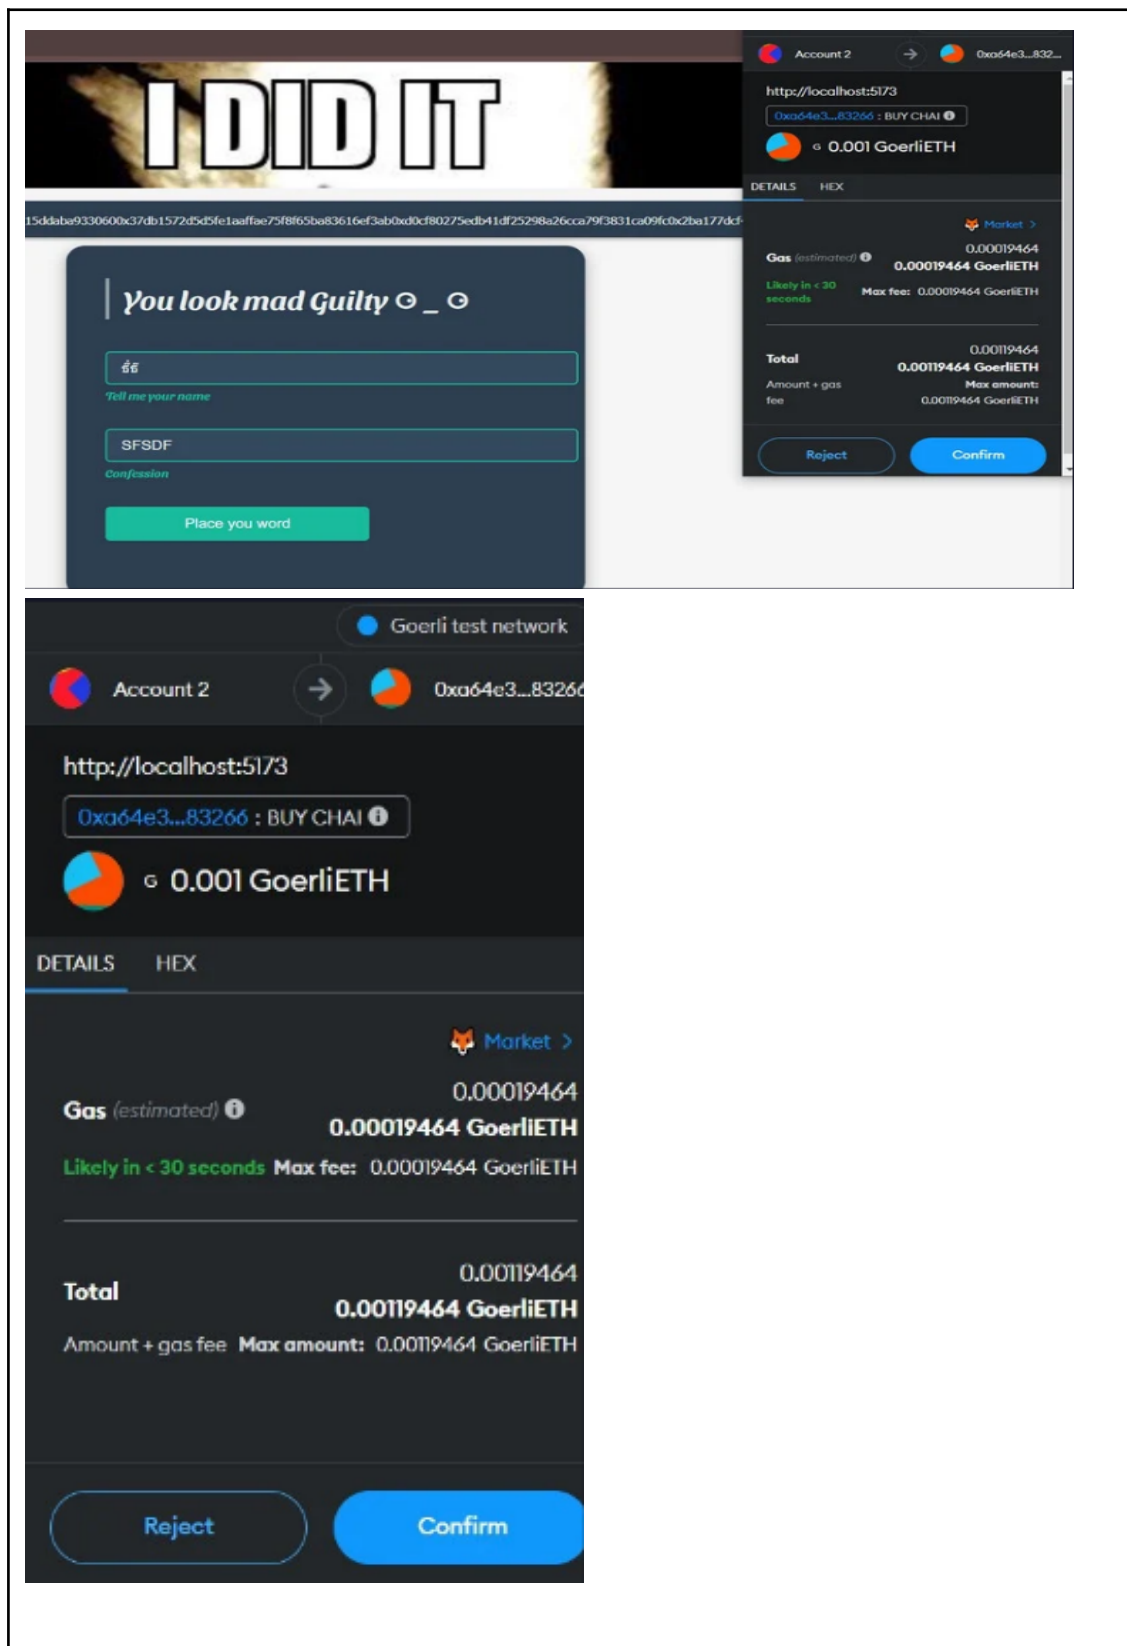 I DID IT
15ddaba9330600x37db1572d5d5fe1aaffae75f8f65ba83616ef3ab0xd0cf80275edb41df25298a26cca79f3831ca09fc0x2ba177dcf
You look mad Guilty ⚆ _ ⚆
Tell me your name
SFSDF
Confession
Place you word
Account 2
0xa64e3...832...
http://localhost:5173
0xa64e3...83266 : BUY CHAI
G 0.001 GoerliETH
DETAILS HEX
Market >
0.00019464
Gas (estimated) 0.00019464 GoerliETH
Likely in < 30 seconds Max fee: 0.00019464 GoerliETH
0.00119464
Total 0.00119464 GoerliETH
Amount + gas fee Max amount: 0.00119464 GoerliETH
Reject Confirm
Goerli test network
Account 2 0xa64e3...83266
http://localhost:5173
0xa64e3...83266 : BUY CHAI
G 0.001 GoerliETH
DETAILS HEX
Market >
0.00019464
Gas (estimated) 0.00019464 GoerliETH
Likely in < 30 seconds Max fee: 0.00019464 GoerliETH
0.00119464
Total 0.00119464 GoerliETH
Amount + gas fee Max amount: 0.00119464 GoerliETH
Reject Confirm